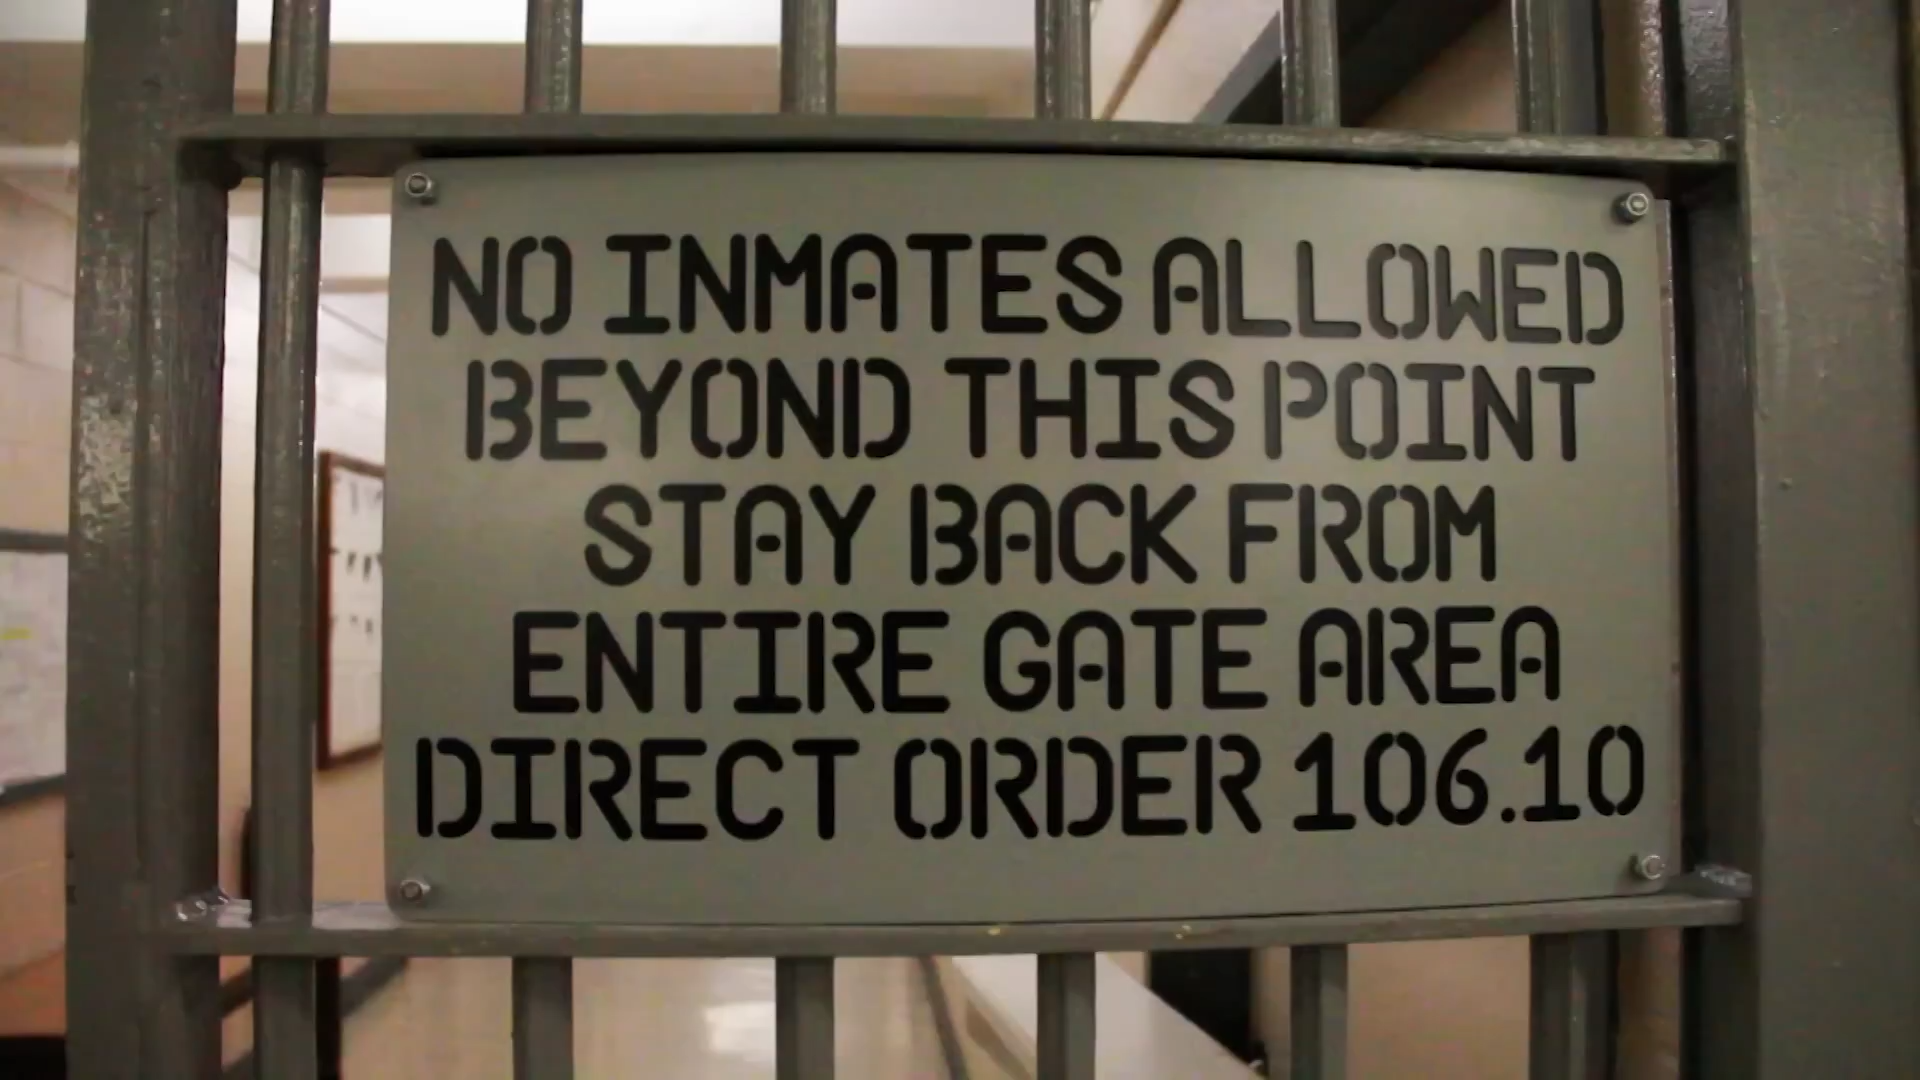 NO INMATES ALLOWED
BEYOND THIS POINT
STAY BACK FROM
ENTIRE GATE AREA
DIRECT ORDER 106.10